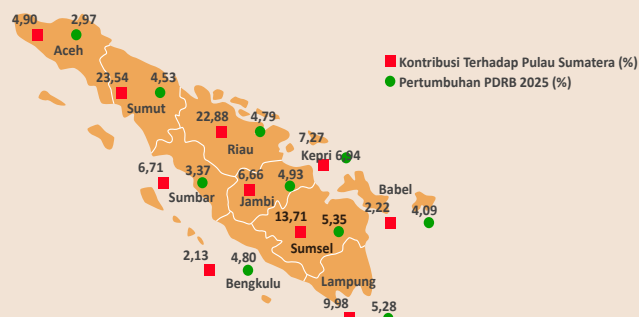 4,90 2,97
Aceh
Kontribusi Terhadap Pulau Sumatera (%)
Pertumbuhan PDRB 2025 (%)
23,54 4,53
Sumut
22,88 4,79
Riau
7,27
Kepri 6,94
6,71 3,37
Sumbar
6,66 4,93
Jambi
Babel
2,22 4,09
13,71 5,35
Sumsel
2,13 4,80
Bengkulu
Lampung
9,98 5,28